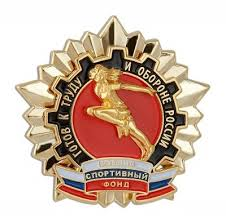 ГОТОВ К ТРУДУ И ОБОРОНЕ РОССИИ
СПОРТИВНЫЙ
ФОНД